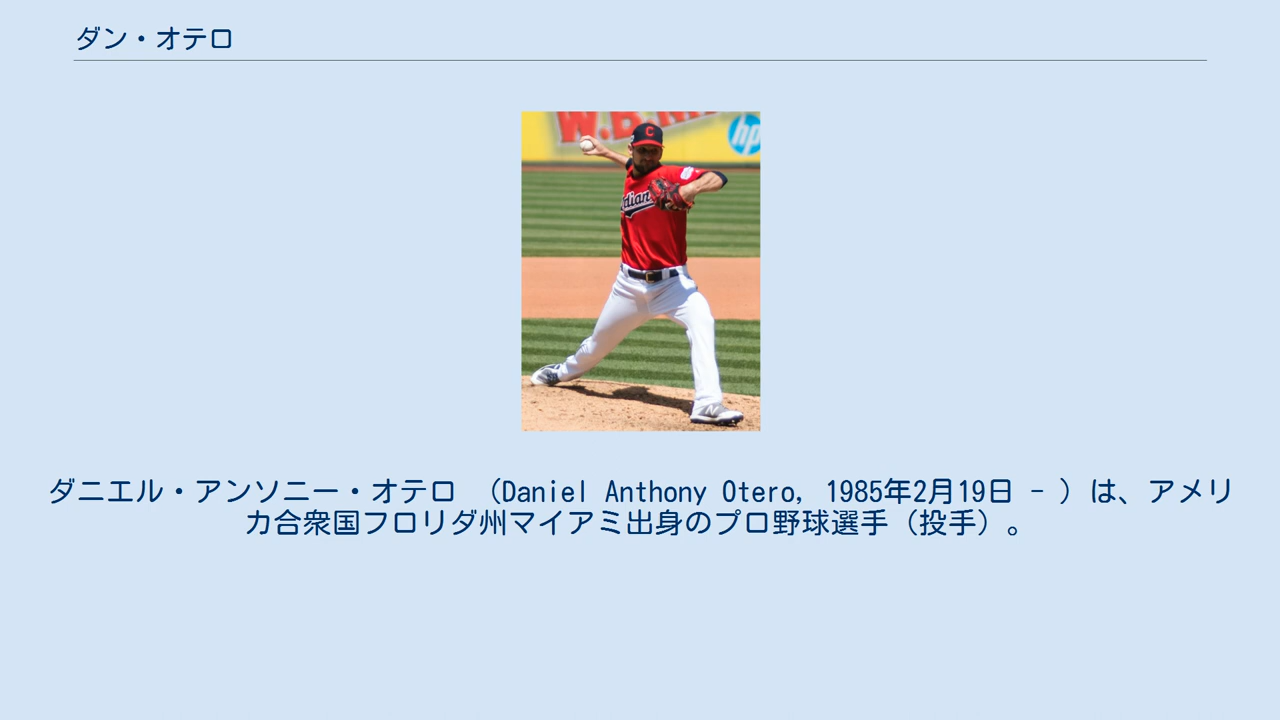 ダン・オテロ
W.B.M
hp
C
dian
ダニエル・アンソニー・オテロ （Daniel Anthony Otero, 1985年2月19日 - ）は、アメリ
カ合衆国フロリダ州マイアミ出身のプロ野球選手（投手）。